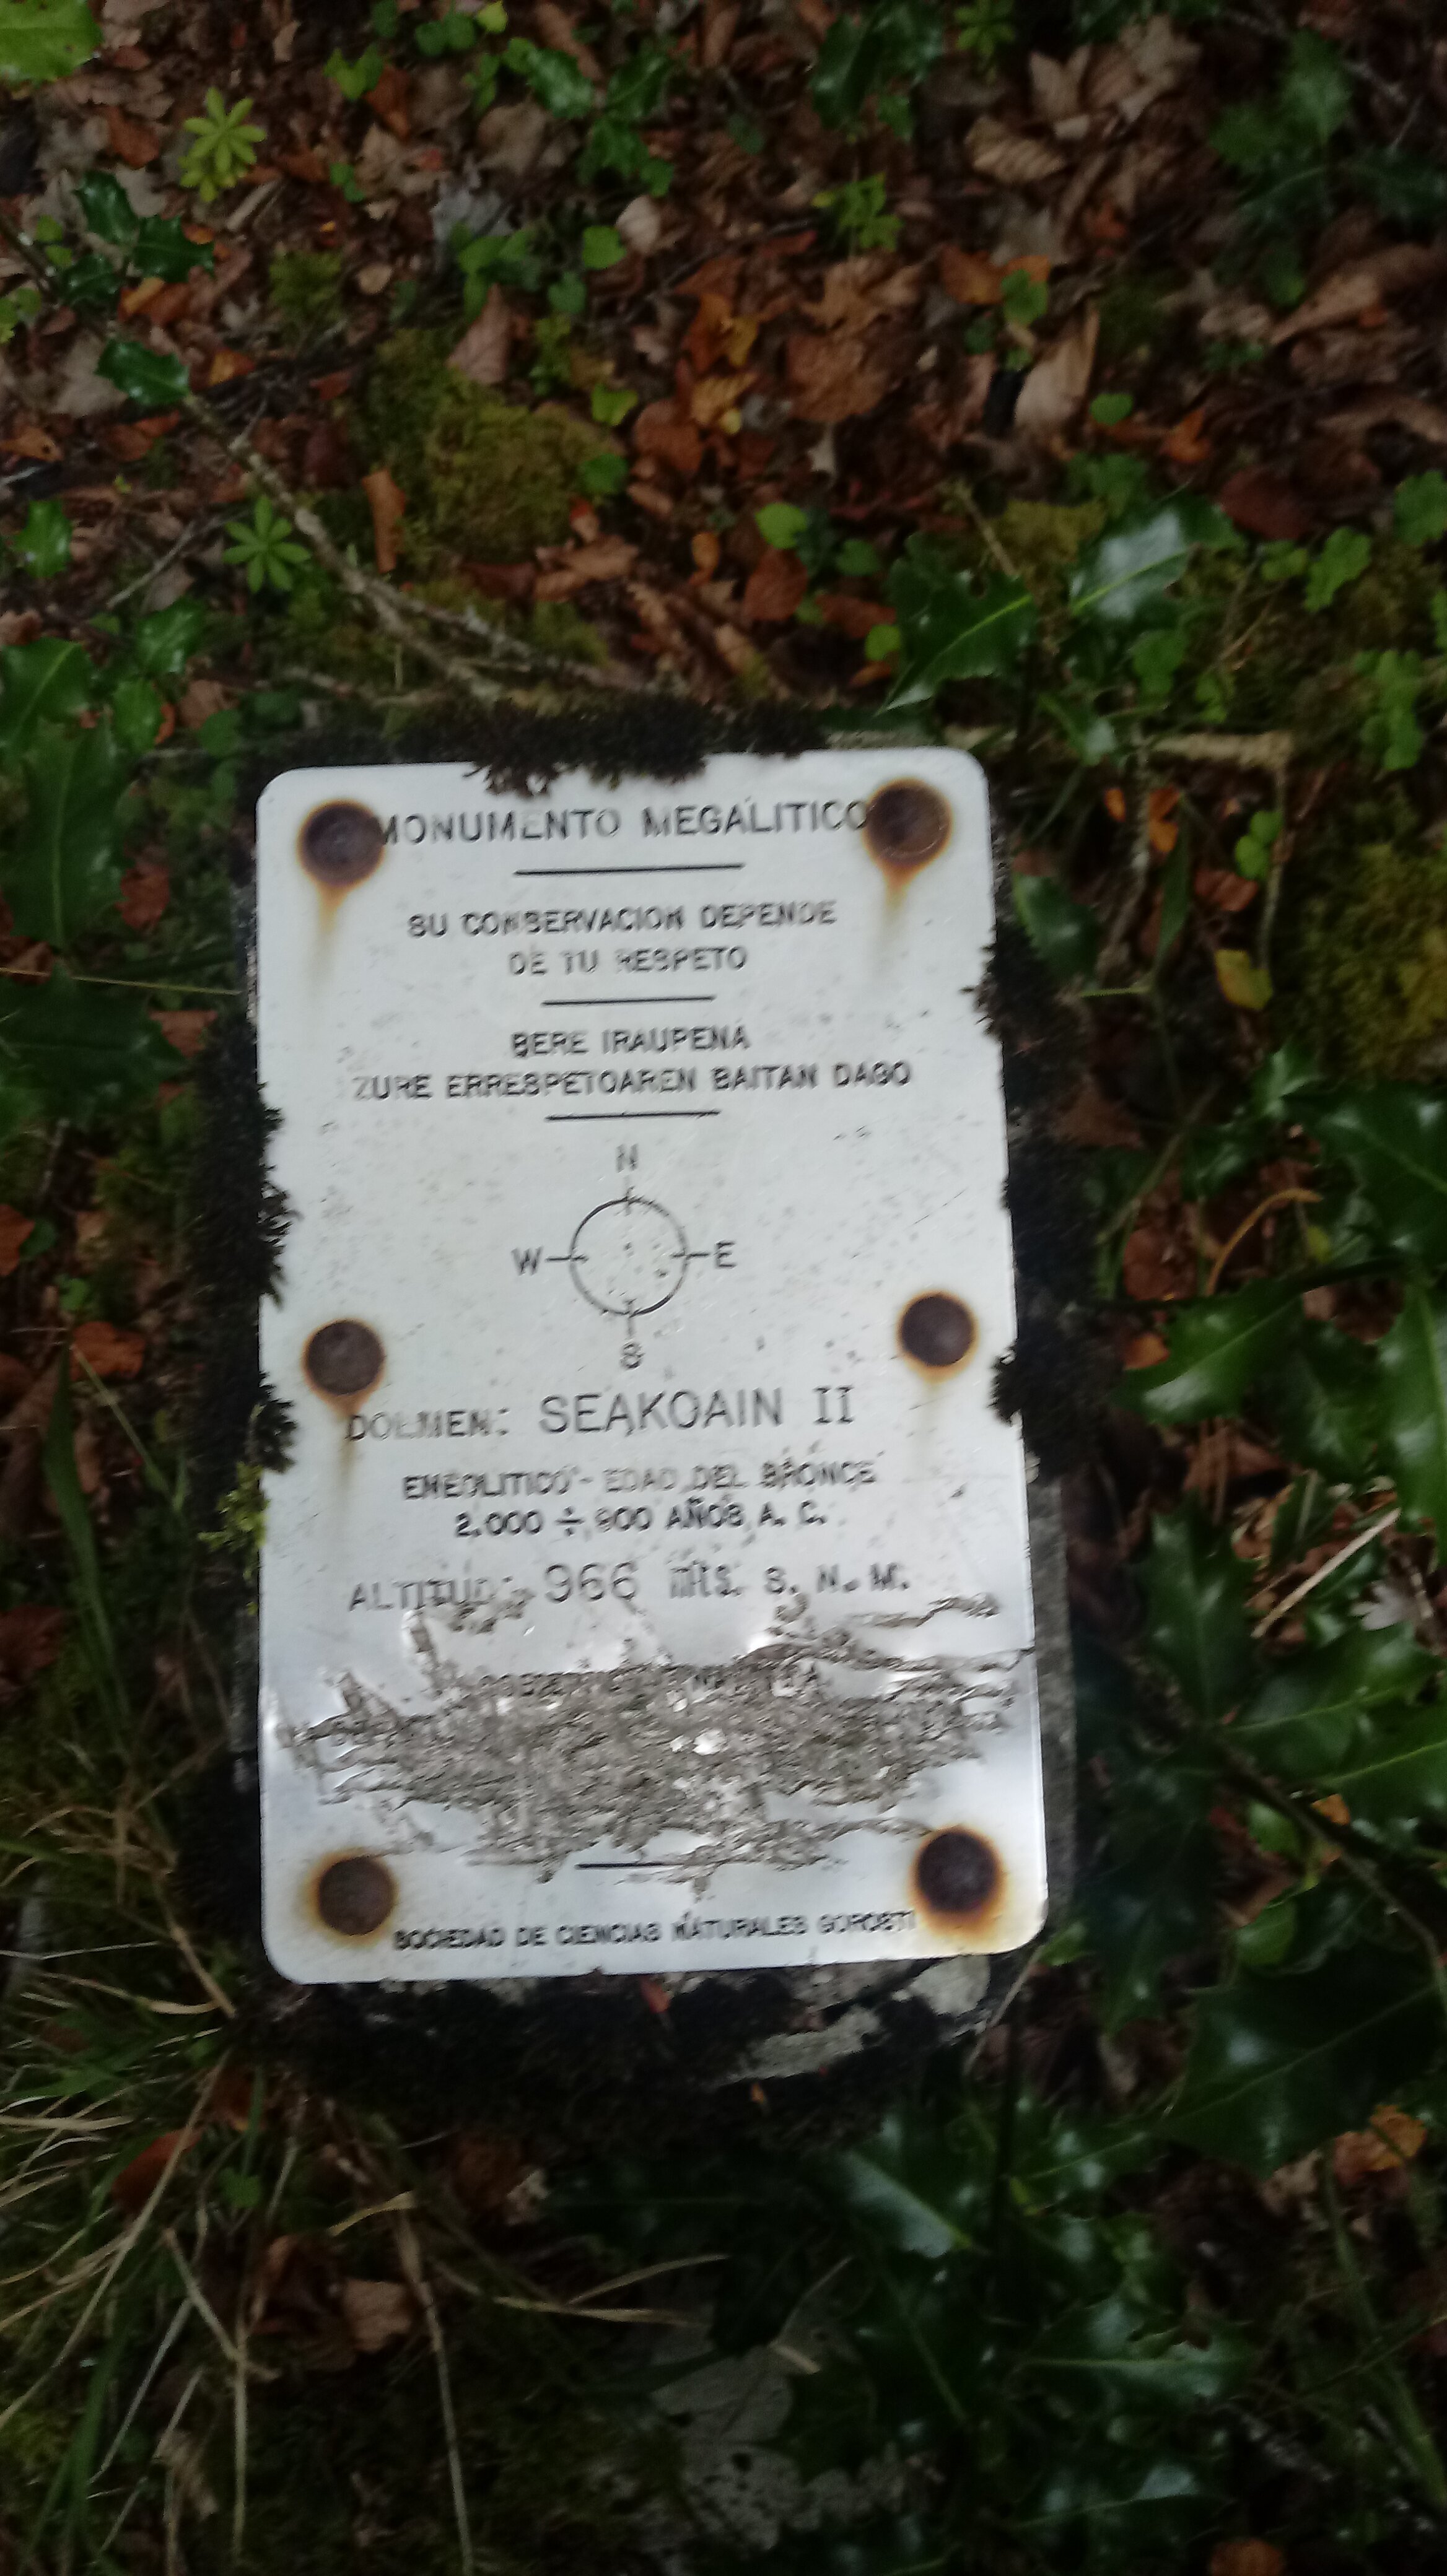 MONUMENTO MEGALITICO
SU CONSERVACION DEPENDE
DE TU RESPETO
BERE IRAUPENA
ZURE ERRESPETOAREN BAITAN DAGO
N
W E
S
DOLMEN: SEAKOAIN II
ENEOLITICO - EDAD DEL BRONCE
2.000 ÷ 900 AÑOS A. C.
ALTITUD: 966 mts. S. N. M.
SOCIEDAD DE CIENCIAS NATURALES GOROSTI